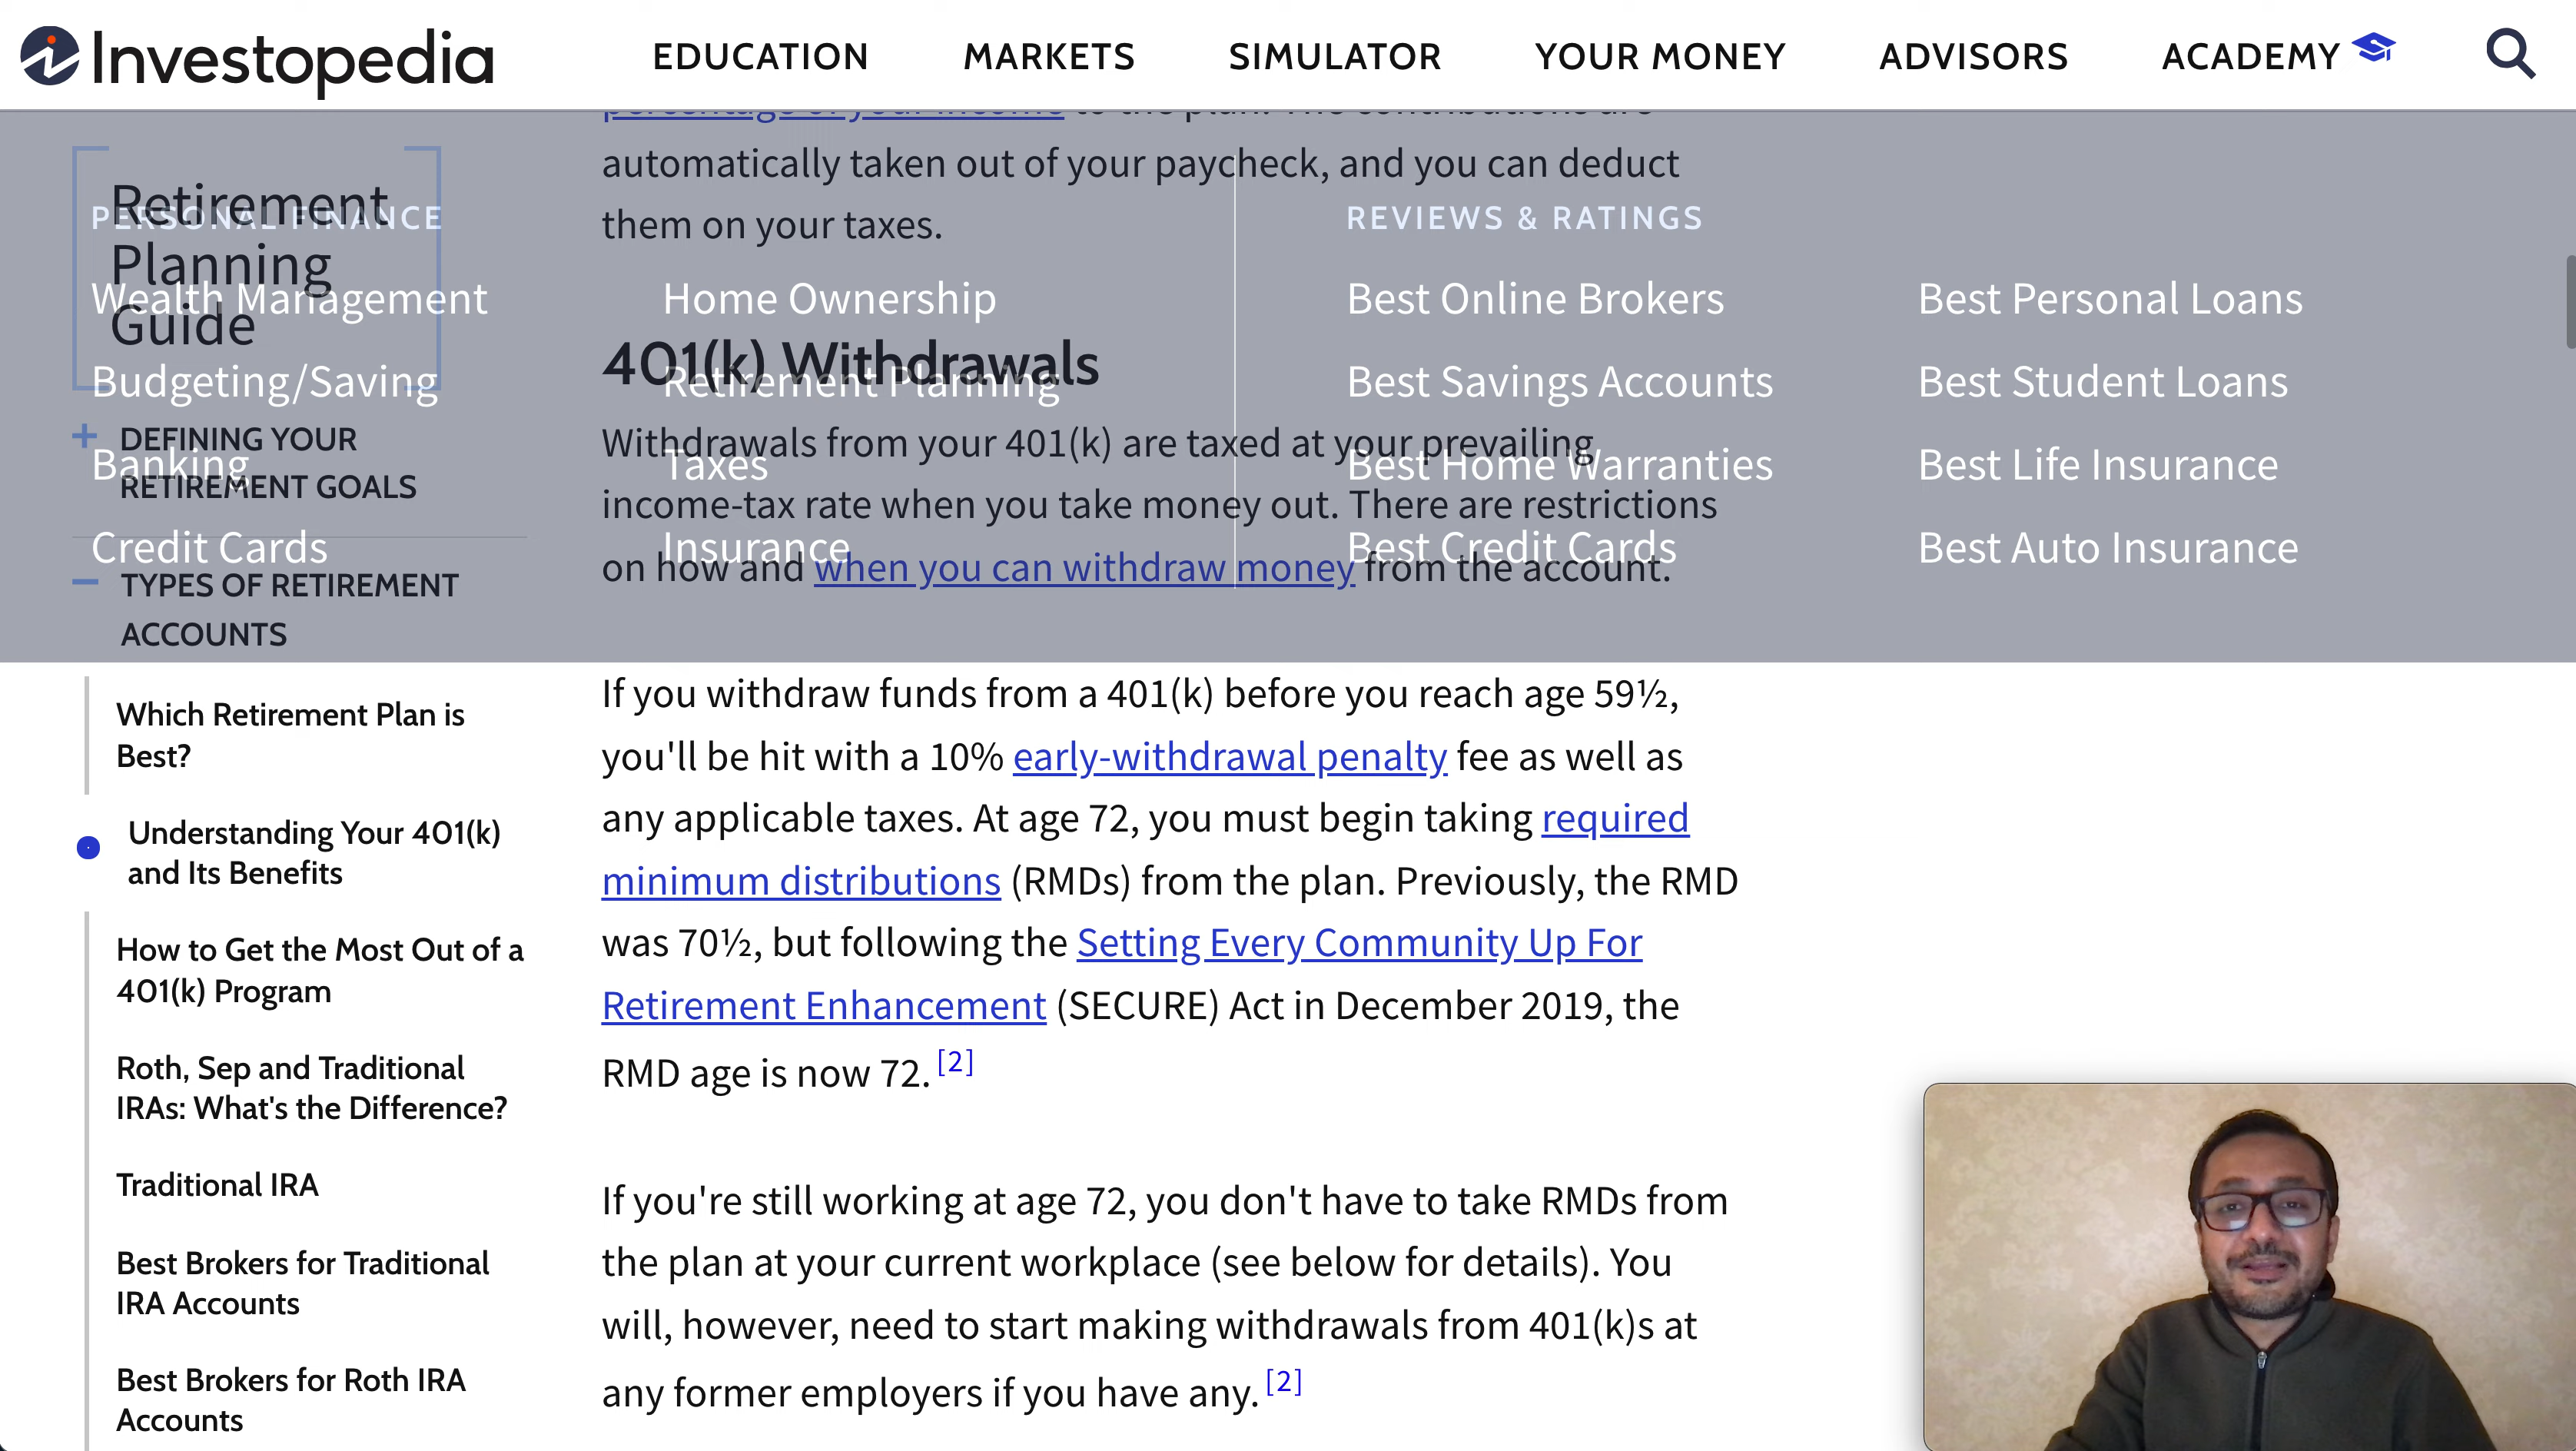 Investopedia
EDUCATION
MARKETS
SIMULATOR
YOUR MONEY
ADVISORS
ACADEMY
Retirement
Planning
Guide
PERSONAL FINANCE
Wealth Management
Budgeting/Saving
Banking
Credit Cards
Home Ownership
Retirement Planning
Taxes
Insurance
REVIEWS & RATINGS
Best Online Brokers
Best Savings Accounts
Best Home Warranties
Best Credit Cards
Best Personal Loans
Best Student Loans
Best Life Insurance
Best Auto Insurance
DEFINING YOUR
RETIREMENT GOALS
TYPES OF RETIREMENT
ACCOUNTS
Which Retirement Plan is
Best?
Understanding Your 401(k)
and Its Benefits
How to Get the Most Out of a
401(k) Program
Roth, Sep and Traditional
IRAs: What's the Difference?
Traditional IRA
Best Brokers for Traditional
IRA Accounts
Best Brokers for Roth IRA
Accounts
percentage of your income to the plan. The contributions are
automatically taken out of your paycheck, and you can deduct
them on your taxes.
401(k) Withdrawals
Withdrawals from your 401(k) are taxed at your prevailing
income-tax rate when you take money out. There are restrictions
on how and when you can withdraw money from the account.
If you withdraw funds from a 401(k) before you reach age 59½,
you'll be hit with a 10% early-withdrawal penalty fee as well as
any applicable taxes. At age 72, you must begin taking required
minimum distributions (RMDs) from the plan. Previously, the RMD
was 70½, but following the Setting Every Community Up For
Retirement Enhancement (SECURE) Act in December 2019, the
RMD age is now 72. [2]
If you're still working at age 72, you don't have to take RMDs from
the plan at your current workplace (see below for details). You
will, however, need to start making withdrawals from 401(k)s at
any former employers if you have any. [2]